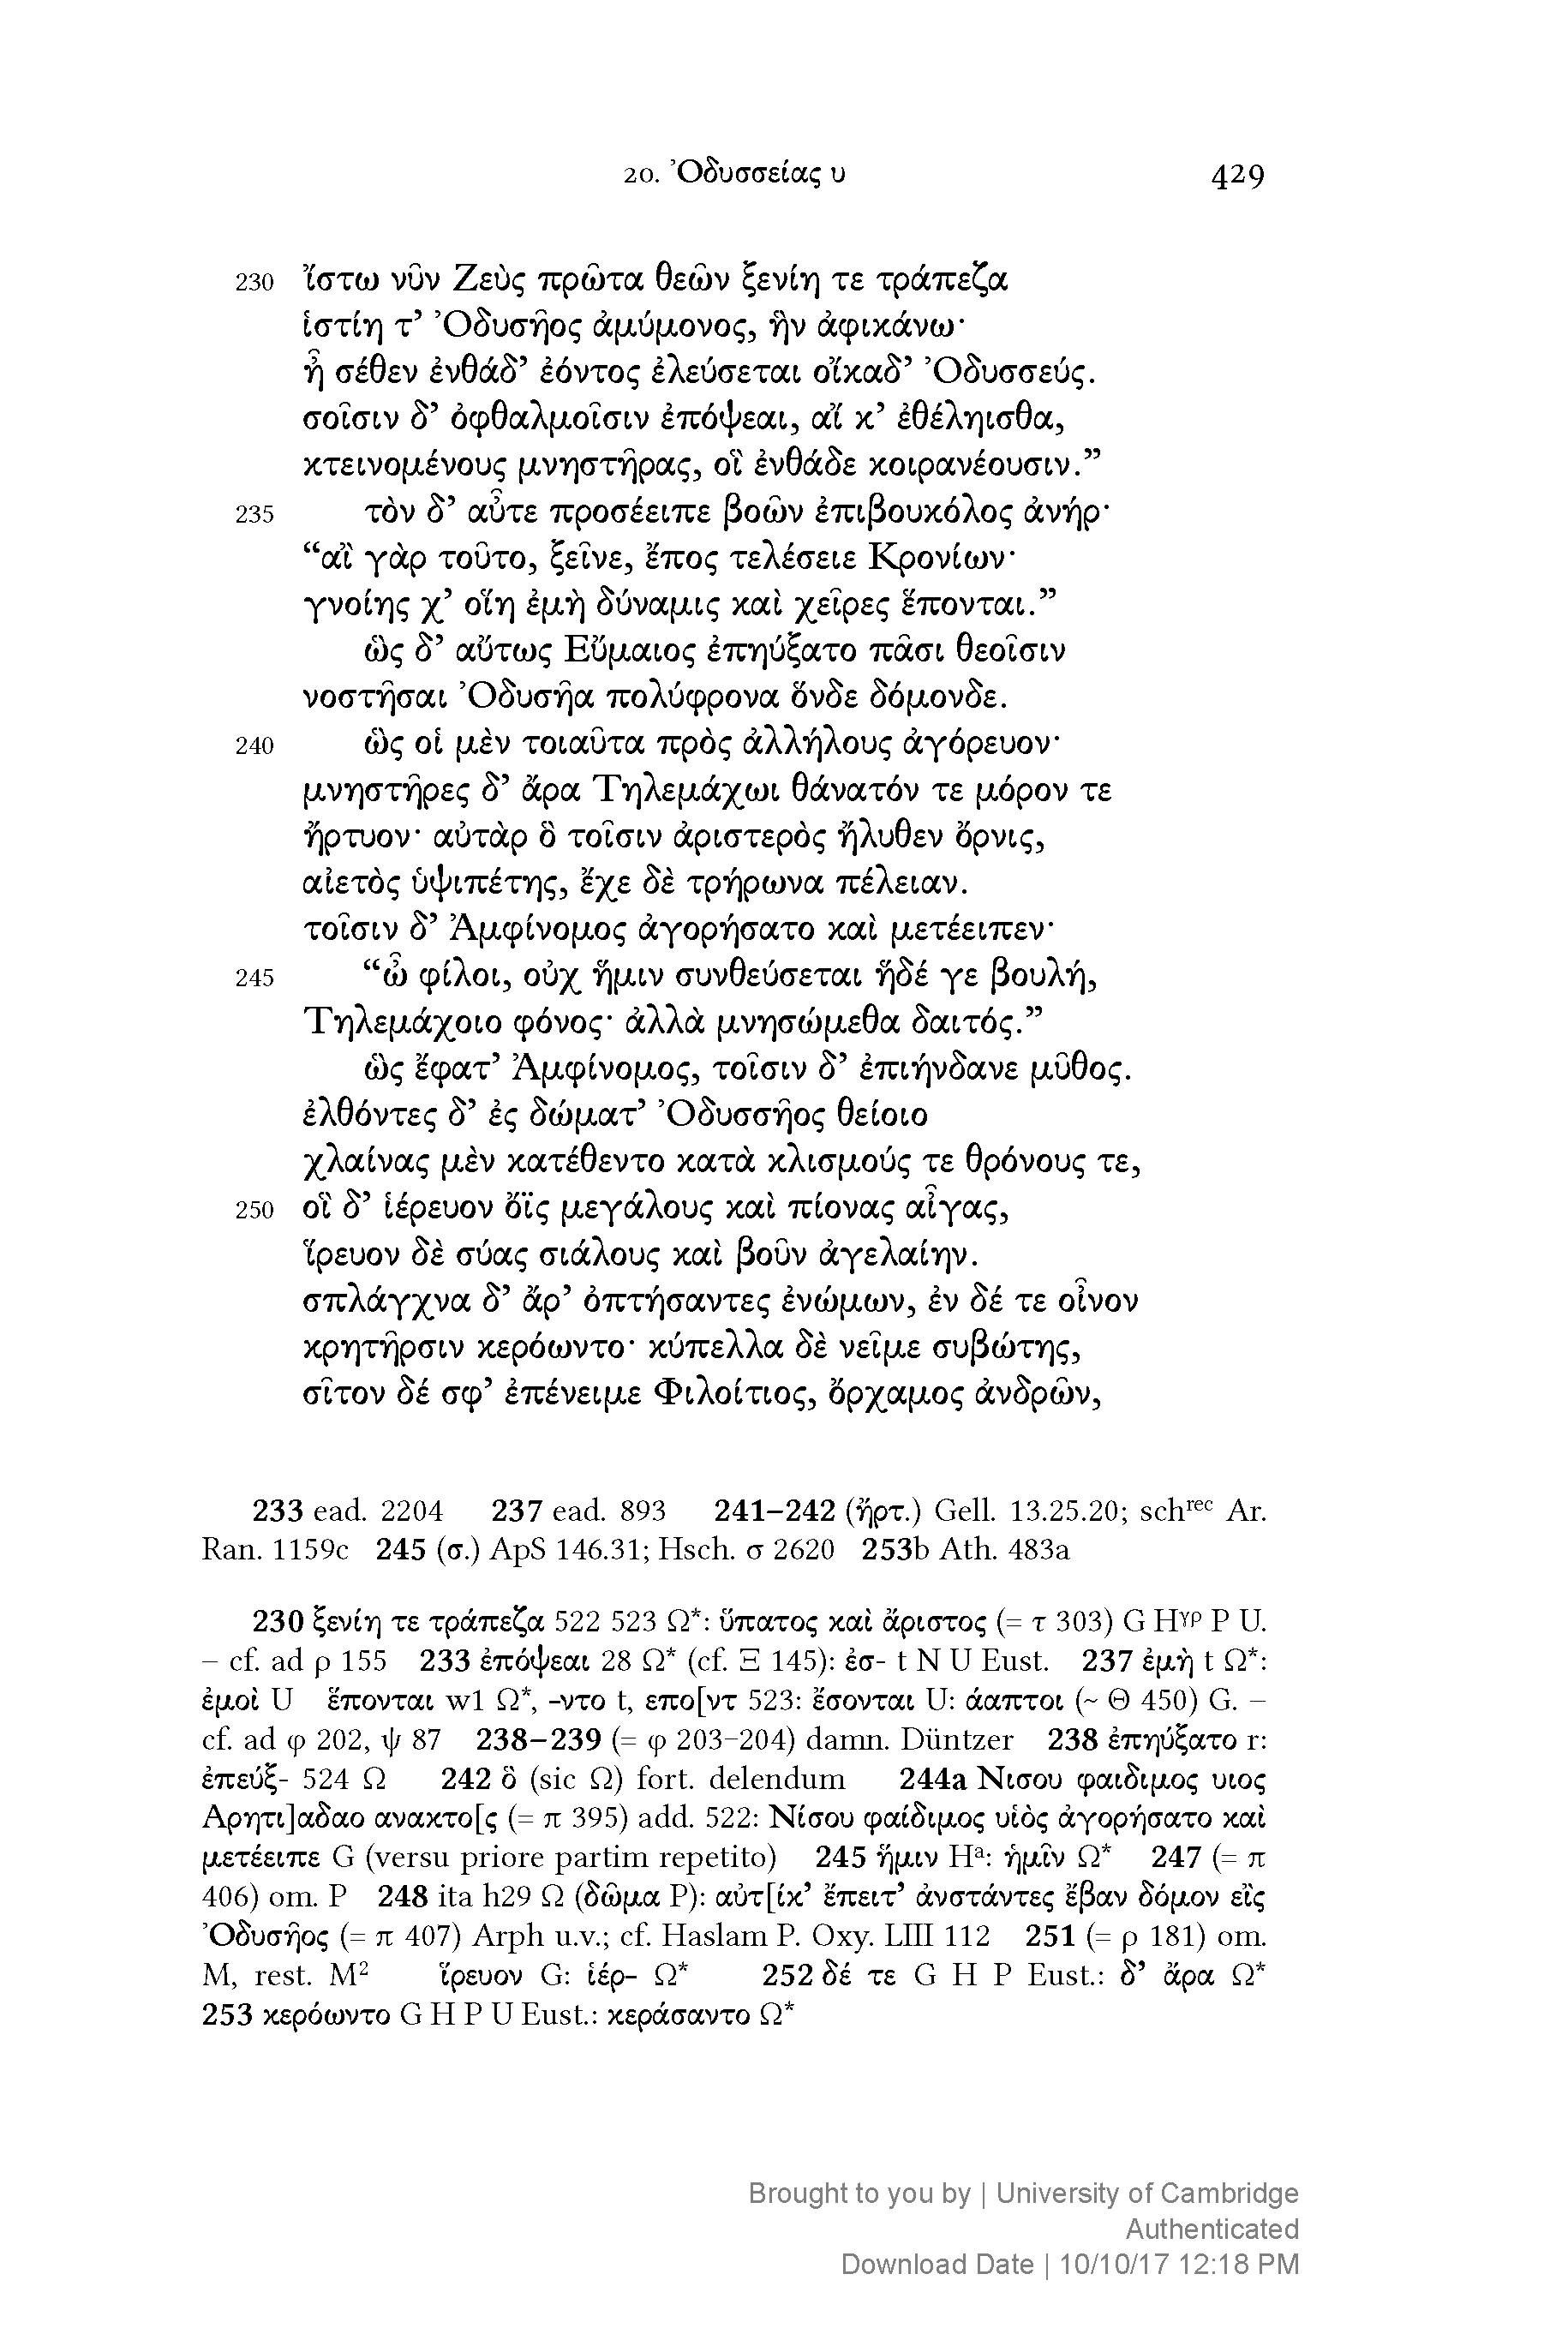 20. Ὀδυσσείας υ 429
230 ἴστω νῦν Ζεὺς πρῶτα θεῶν ξενίη τε τράπεζα
ἱστίη τ’ Ὀδυσῆος ἀμύμονος, ἣν ἀφικάνω·
ἦ σέθεν ἐνθάδ’ ἐόντος ἐλεύσεται οἴκαδ’ Ὀδυσσεύς.
σοῖσιν δ’ ὀφθαλμοῖσιν ἐπόψεαι, αἴ κ’ ἐθέληισθα,
κτεινομένους μνηστῆρας, οἳ ἐνθάδε κοιρανέουσιν.”
235 τὸν δ’ αὖτε προσέειπε βοῶν ἐπιβουκόλος ἀνήρ·
“αἲ γὰρ τοῦτο, ξεῖνε, ἔπος τελέσειε Κρονίων·
γνοίης χ’ οἵη ἐμὴ δύναμις καὶ χεῖρες ἕπονται.”
ὣς δ’ αὔτως Εὔμαιος ἐπηύξατο πᾶσι θεοῖσιν
νοστῆσαι Ὀδυσῆα πολύφρονα ὅνδε δόμονδε.
240 ὣς οἱ μὲν τοιαῦτα πρὸς ἀλλήλους ἀγόρευον·
μνηστῆρες δ’ ἄρα Τηλεμάχωι θάνατόν τε μόρον τε
ἤρτυον· αὐτὰρ ὃ τοῖσιν ἀριστερὸς ἤλυθεν ὄρνις,
αἰετὸς ὑψιπέτης, ἔχε δὲ τρήρωνα πέλειαν.
τοῖσιν δ’ Ἀμφίνομος ἀγορήσατο καὶ μετέειπεν·
245 “ὦ φίλοι, οὐχ ἥμιν συνθεύσεται ἥδέ γε βουλή,
Τηλεμάχοιο φόνος· ἀλλὰ μνησώμεθα δαιτός.”
ὣς ἔφατ’ Ἀμφίνομος, τοῖσιν δ’ ἐπιήνδανε μῦθος.
ἐλθόντες δ’ ἐς δώματ’ Ὀδυσσῆος θείοιο
χλαίνας μὲν κατέθεντο κατὰ κλισμούς τε θρόνους τε,
250 οἳ δ’ ἱέρευον ὄϊς μεγάλους καὶ πίονας αἶγας,
ἵρευον δὲ σύας σιάλους καὶ βοῦν ἀγελαίην.
σπλάγχνα δ’ ἄρ’ ὀπτήσαντες ἐνώμων, ἐν δέ τε οἶνον
κρητῆρσιν κερόωντο· κύπελλα δὲ νεῖμε συβώτης,
σῖτον δέ σφ’ ἐπένειμε Φιλοίτιος, ὄρχαμος ἀνδρῶν,
233 ead. 2204 237 ead. 893 241–242 (ἤρτ.) Gell. 13.25.20; schʳᵉᶜ Ar.
Ran. 1159c 245 (σ.) ApS 146.31; Hsch. σ 2620 253b Ath. 483a
230 ξενίη τε τράπεζα 522 523 Ω*: ὕπατος καὶ ἄριστος (= τ 303) G Hᵞᵖ P U.
– cf. ad ρ 155 233 ἐπόψεαι 28 Ω* (cf. Ξ 145): ἐσ- t N U Eust. 237 ἐμὴ t Ω*:
ἐμοὶ U ἕπονται w1 Ω*, -ντο t, επο[ντ 523: ἔσονται U: ἀαπτοι (~ Θ 450) G. –
cf. ad φ 202, ψ 87 238–239 (= φ 203–204) damn. Düntzer 238 ἐπηύξατο r:
ἐπεύξ- 524 Ω 242 ὃ (sic Ω) fort. delendum 244a Νισου φαιδιμος υιος
Αρητι]αδαο ανακτο[ς (= π 395) add. 522: Νίσου φαίδιμος υἱὸς ἀγορήσατο καὶ
μετέειπε G (versu priore partim repetito) 245 ἥμιν Hᵃ: ἡμῖν Ω* 247 (= π
406) om. P 248 ita h29 Ω (δῶμα P): αὐτ[ίκ’ ἔπειτ’ ἀνστάντες ἔβαν δόμον εἲς
Ὀδυσῆος (= π 407) Arph u.v.; cf. Haslam P. Oxy. LIII 112 251 (= ρ 181) om.
M, rest. M² ἵρευον G: ἱέρ- Ω* 252 δέ τε G H P Eust.: δ’ ἄρα Ω*
253 κερόωντο G H P U Eust.: κεράσαντο Ω*
Brought to you by | University of Cambridge
Authenticated
Download Date | 10/10/17 12:18 PM